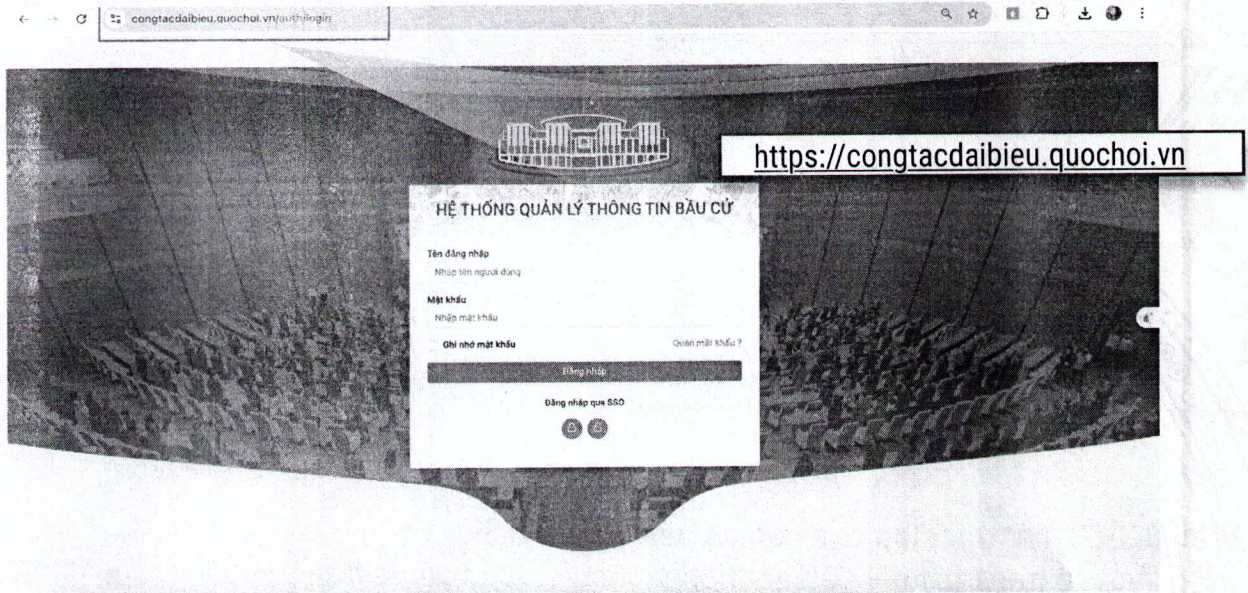 congtacdaibieu.quochoi.vn/auth/login
https://congtacdaibieu.quochoi.vn
HỆ THỐNG QUẢN LÝ THÔNG TIN BẦU CỬ
Tên đăng nhập
Nhập tên người dùng
Mật khẩu
Nhập mật khẩu
Ghi nhớ mật khẩu Quên mật khẩu ?
Đăng nhập
Đăng nhập qua SSO